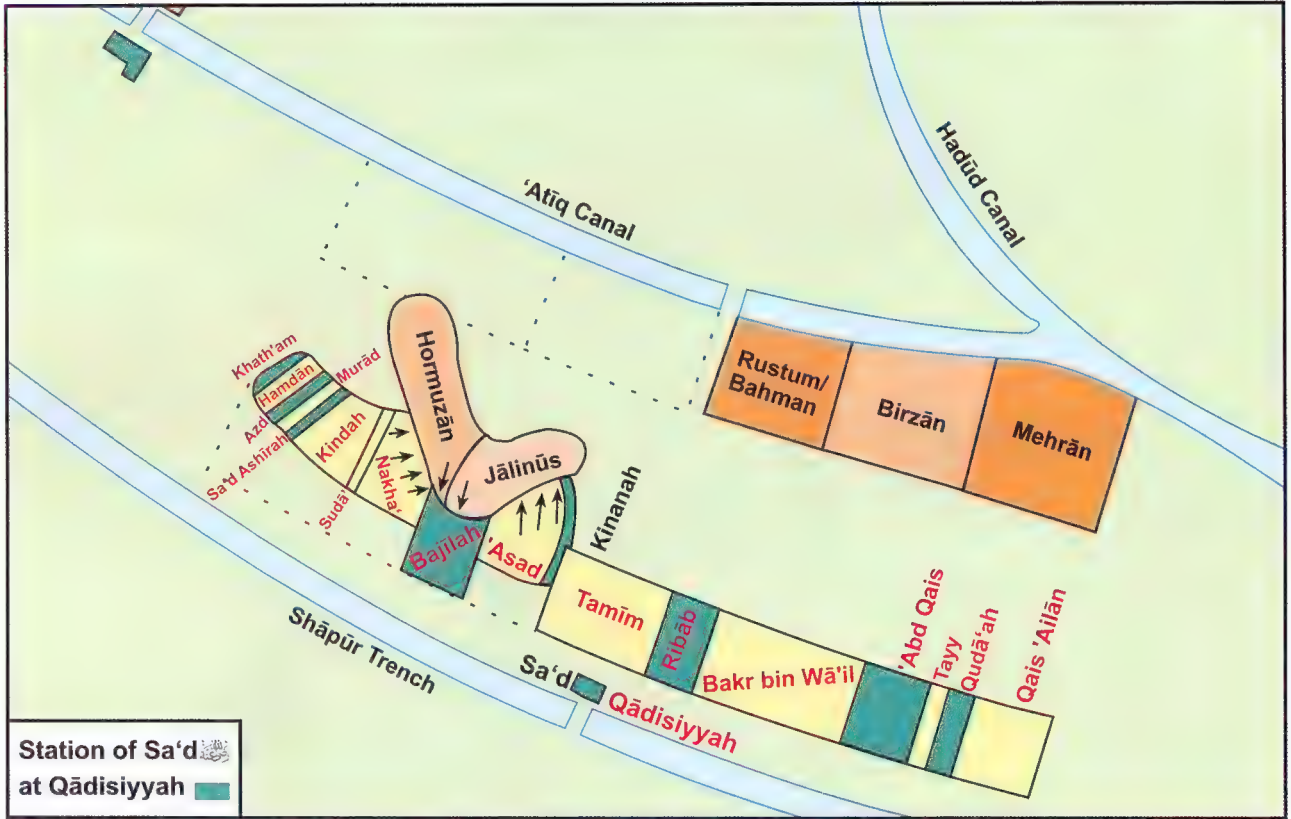 Hadūd Canal
'Atīq Canal
Rustum/
Bahman
Birzān
Mehrān
Hormuzān
Jālinūs
Khath'am
Hamdān
Murād
Azd
Sa'd Ashīrah
Kindah
Sudā'
Nakha'
Bajīlah
'Asad
Kinanah
Tamīm
Ribāb
Bakr bin Wā'il
'Abd Qais
Tayy
Qudā'ah
Qais 'Ailān
Sa'd
Qādisiyyah
Shāpūr Trench
Station of Sa'd
at Qādisiyyah